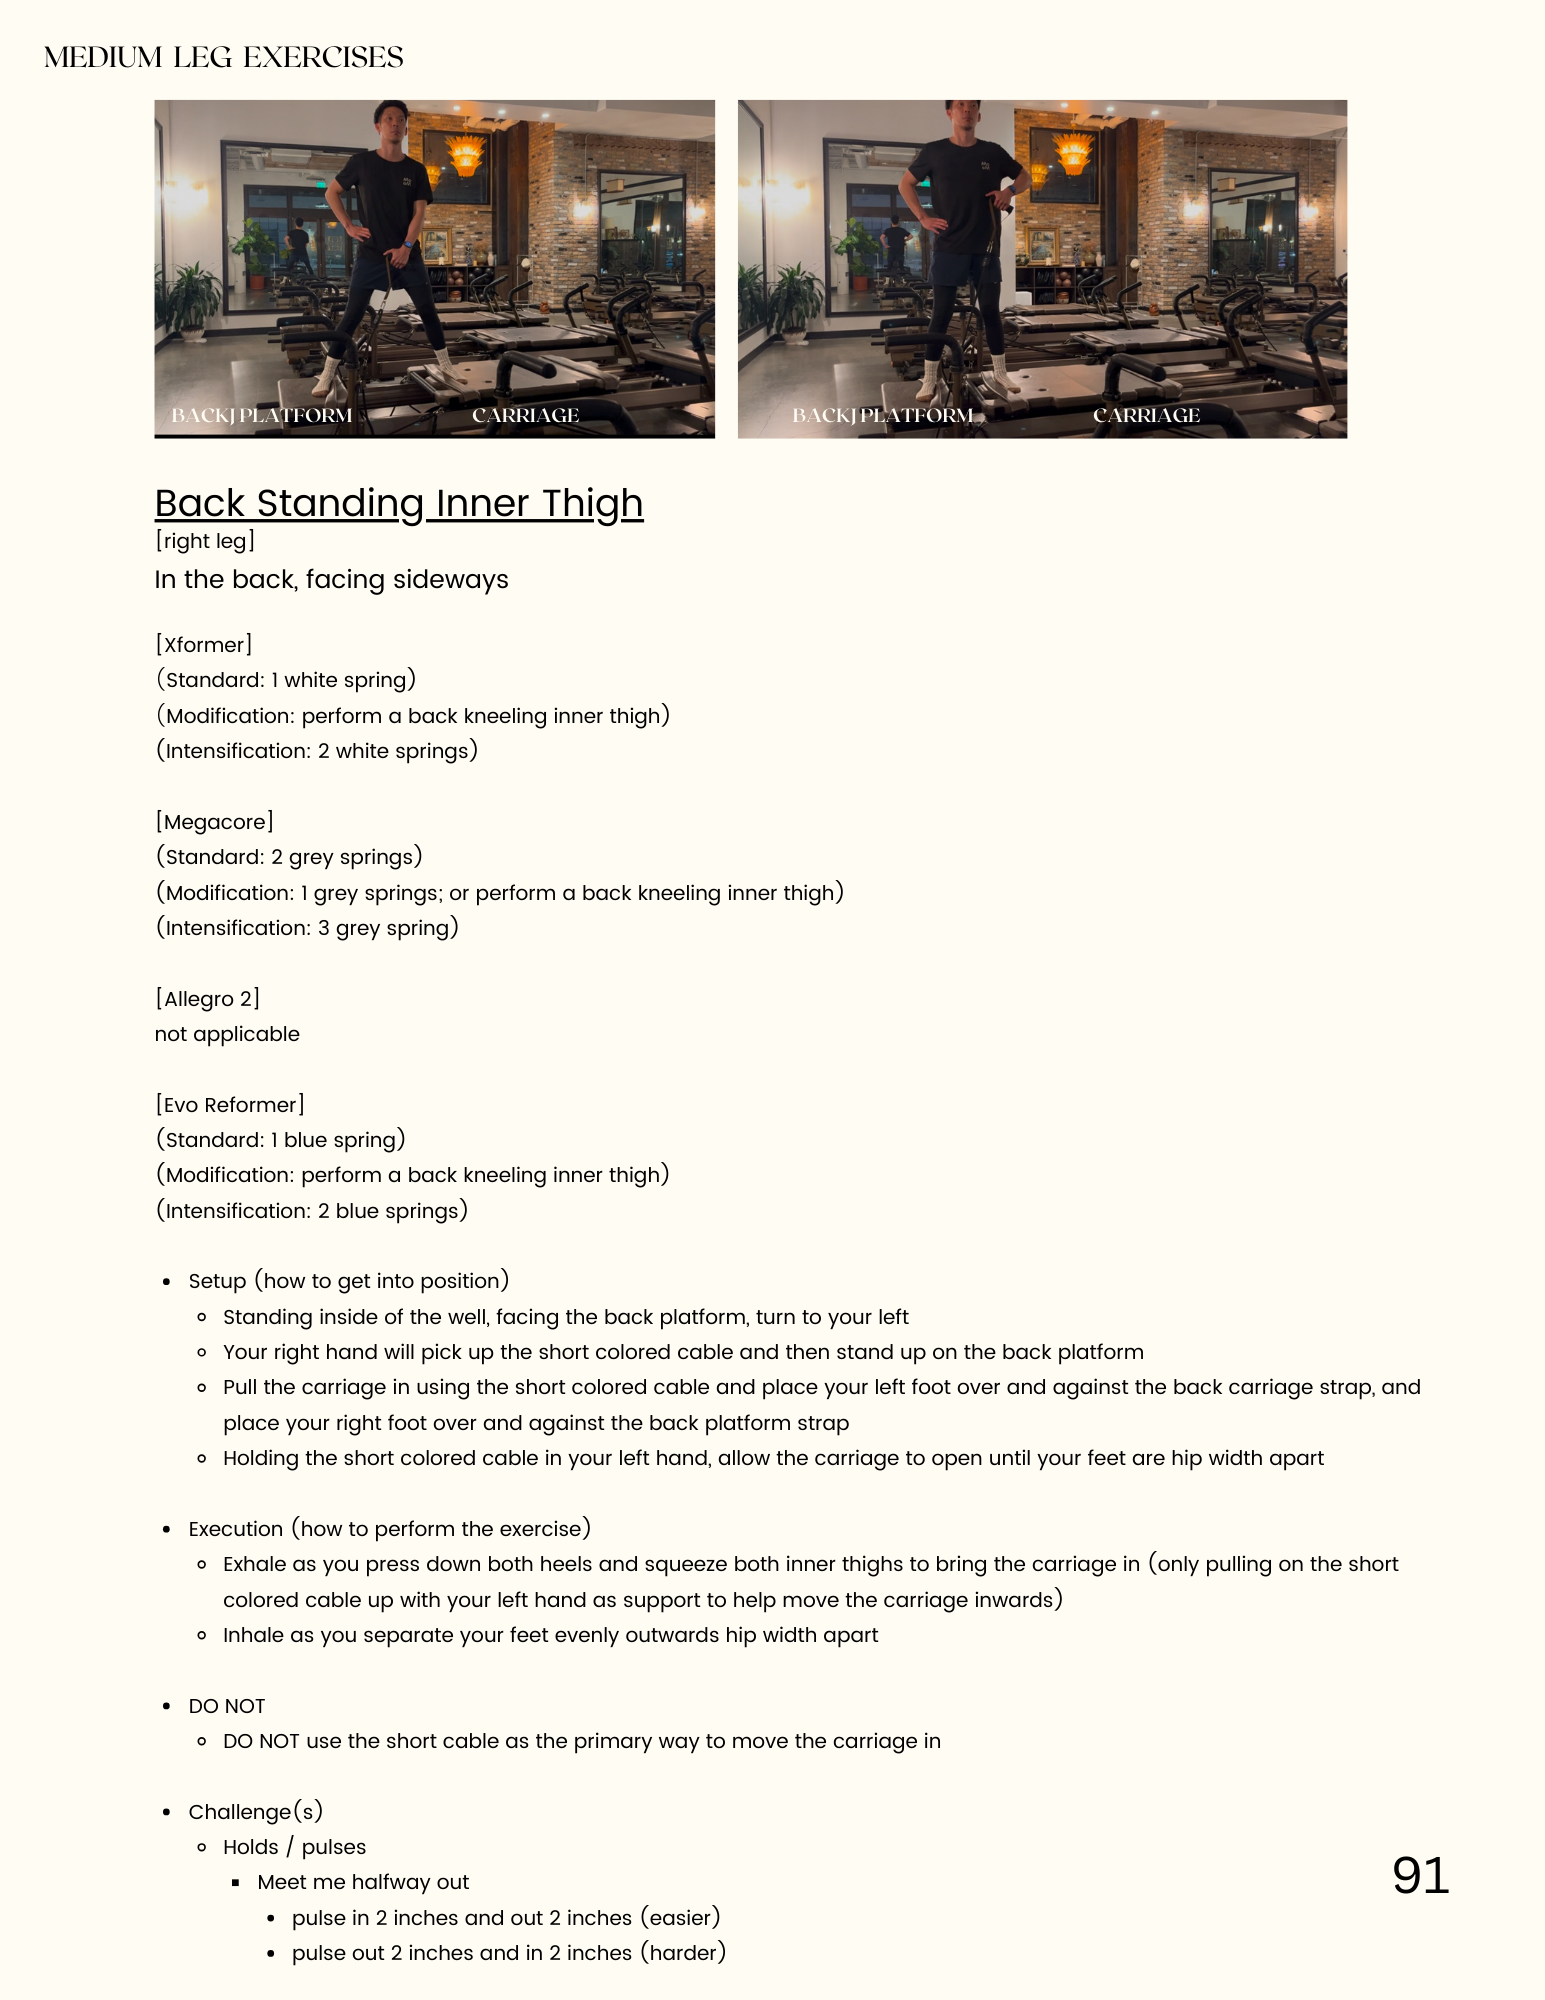 MEDIUM LEG EXERCISES
BACK PLATFORM
CARRIAGE
BACK PLATFORM
CARRIAGE
Back Standing Inner Thigh
[right leg]
In the back, facing sideways
[Xformer]
(Standard: 1 white spring)
(Modification: perform a back kneeling inner thigh)
(Intensification: 2 white springs)
[Megacore]
(Standard: 2 grey springs)
(Modification: 1 grey springs; or perform a back kneeling inner thigh)
(Intensification: 3 grey spring)
[Allegro 2]
not applicable
[Evo Reformer]
(Standard: 1 blue spring)
(Modification: perform a back kneeling inner thigh)
(Intensification: 2 blue springs)
• Setup (how to get into position)
◦ Standing inside of the well, facing the back platform, turn to your left
◦ Your right hand will pick up the short colored cable and then stand up on the back platform
◦ Pull the carriage in using the short colored cable and place your left foot over and against the back carriage strap, and
place your right foot over and against the back platform strap
◦ Holding the short colored cable in your left hand, allow the carriage to open until your feet are hip width apart
• Execution (how to perform the exercise)
◦ Exhale as you press down both heels and squeeze both inner thighs to bring the carriage in (only pulling on the short
colored cable up with your left hand as support to help move the carriage inwards)
◦ Inhale as you separate your feet evenly outwards hip width apart
• DO NOT
◦ DO NOT use the short cable as the primary way to move the carriage in
• Challenge(s)
◦ Holds / pulses
▪ Meet me halfway out
• pulse in 2 inches and out 2 inches (easier)
• pulse out 2 inches and in 2 inches (harder)
91